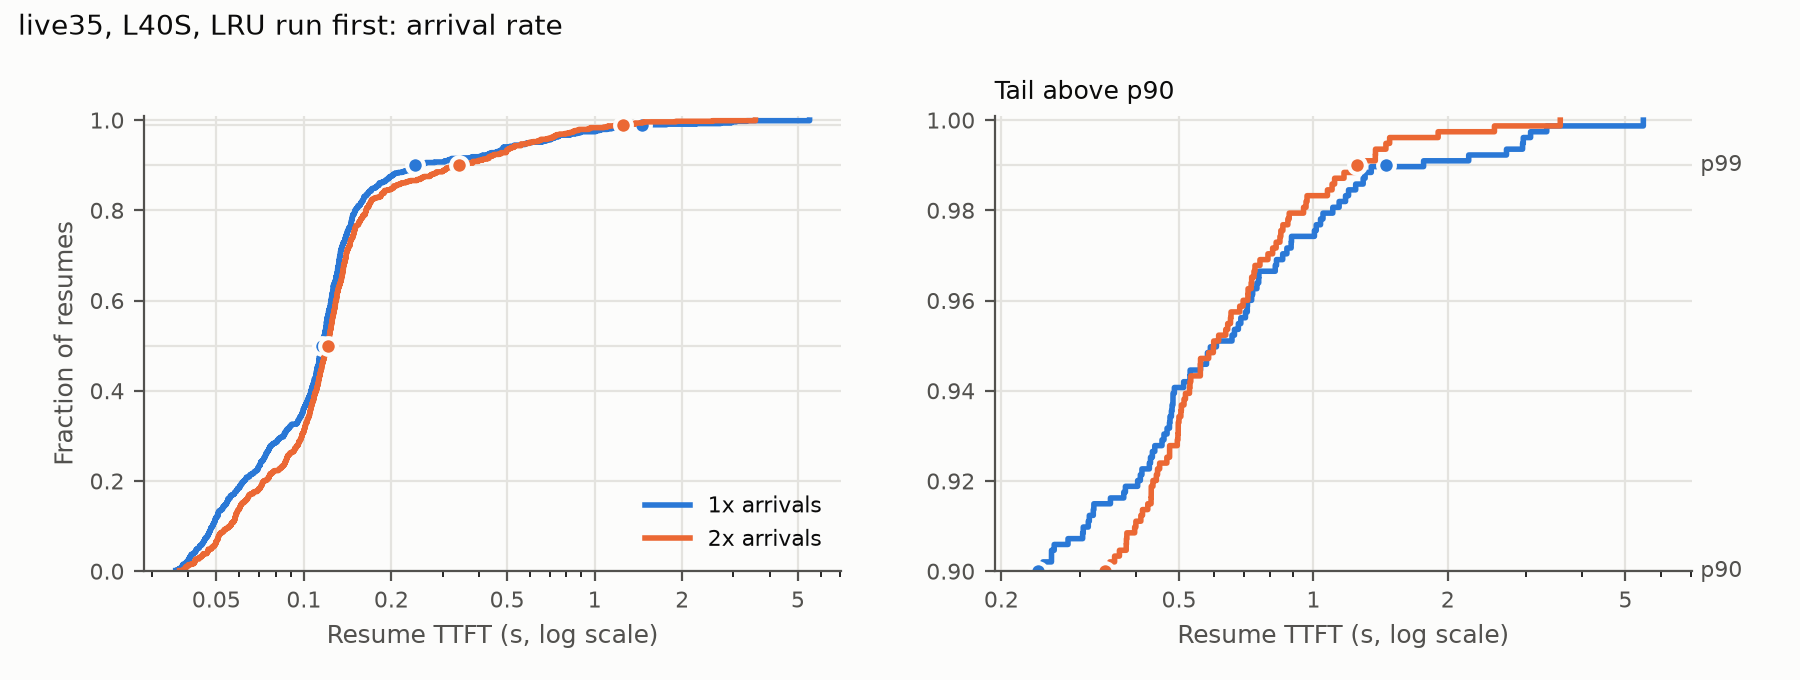 live35, L40S, LRU run first: arrival rate
Fraction of resumes
1.0
0.8
0.6
0.4
0.2
0.0
0.05
0.1
0.2
0.5
1
2
5
Resume TTFT (s, log scale)
1x arrivals
2x arrivals
Tail above p90
1.00
0.98
0.96
0.94
0.92
0.90
0.2
0.5
1
2
5
Resume TTFT (s, log scale)
p99
p90